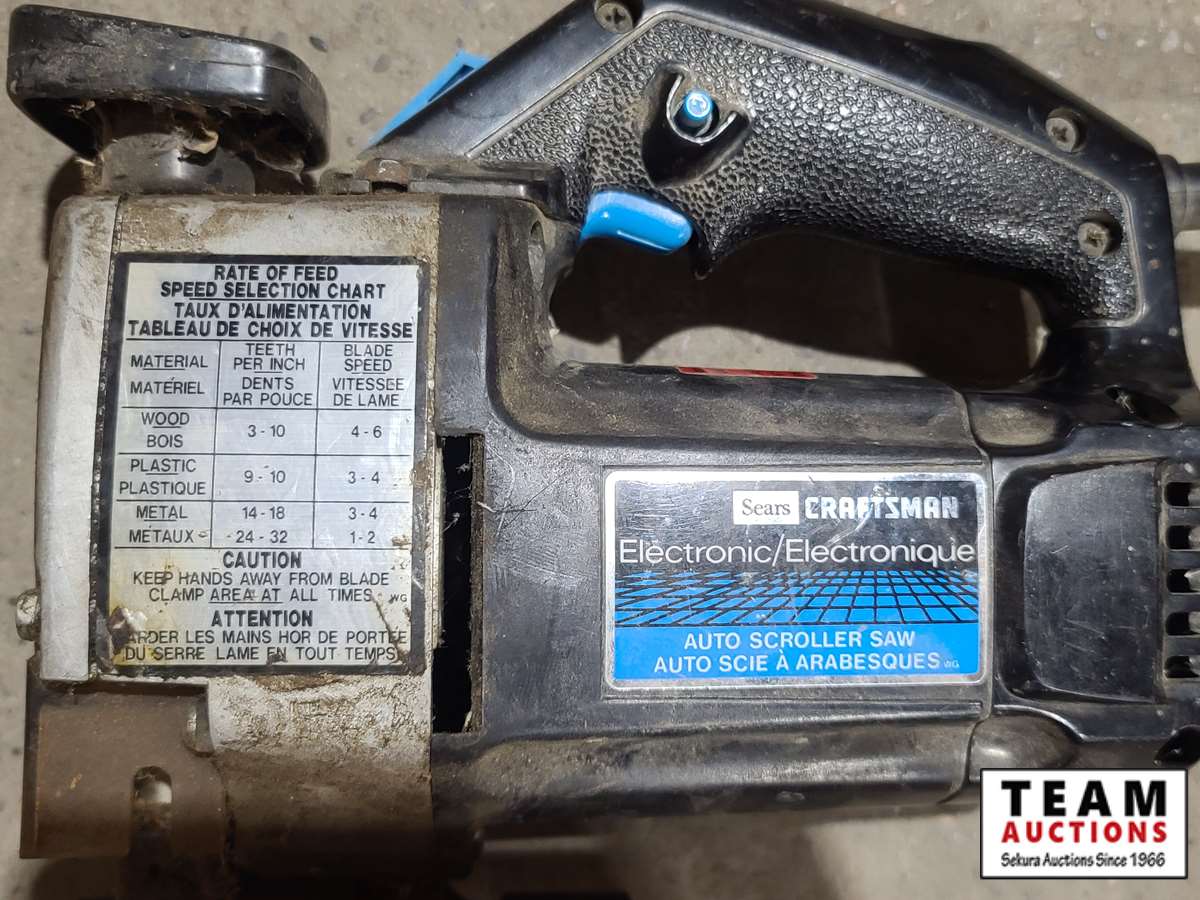 RATE OF FEED
SPEED SELECTION CHART
TAUX D'ALIMENTATION
TABLEAU DE CHOIX DE VITESSE
MATERIAL
MATÉRIEL
TEETH
PER INCH
DENTS
PAR POUCE
BLADE
SPEED
VITESSEE
DE LAME
WOOD
BOIS
3 - 10
4 - 6
PLASTIC
PLASTIQUE
9 - 10
3 - 4
METAL
METAUX
14 - 18
3 - 4
24 - 32
1 - 2
CAUTION
KEEP HANDS AWAY FROM BLADE
CLAMP AREA AT ALL TIMES WG
ATTENTION
LES MAINS HOR DE PORTEE
DU SERRE LAME EN TOUT TEMPS
Sears CRAFTSMAN
Electronic/Electronique
AUTO SCROLLER SAW
AUTO SCIE À ARABESQUES WG
TEAM
AUCTIONS
Sekura Auctions Since 1966